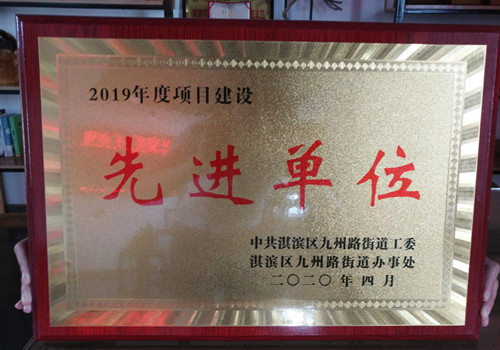 2019年度项目建设
先进单位
中共淇滨区九州路街道工委
淇滨区九州路街道办事处
二〇二〇年四月